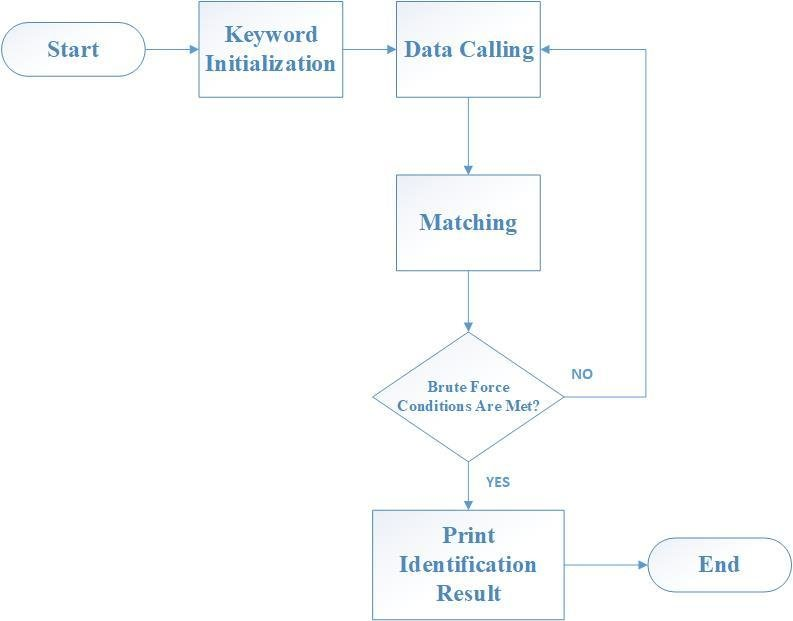 Start
Keyword
Initialization
Data Calling
Matching
Brute Force
Conditions Are Met?
NO
YES
Print
Identification
Result
End